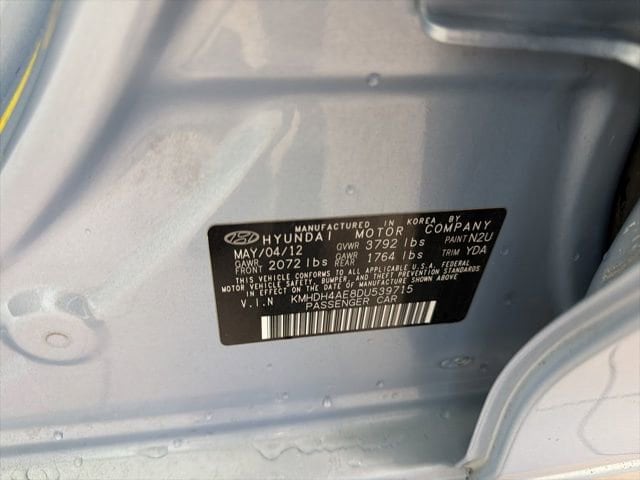 MANUFACTURED IN KOREA BY
HYUNDAI MOTOR COMPANY
MAY/04/12 GVWR 3792 lbs PAINT N2U
GAWR FRONT 2072 lbs GAWR REAR 1764 lbs TRIM YDA
THIS VEHICLE CONFORMS TO ALL APPLICABLE U.S.A. FEDERAL
MOTOR VEHICLE SAFETY, BUMPER, AND THEFT PREVENTION STANDARDS
IN EFFECT ON THE DATE OF MANUFACTURE SHOWN ABOVE.
V.I.N KMHDH4AE8DU539715
PASSENGER CAR